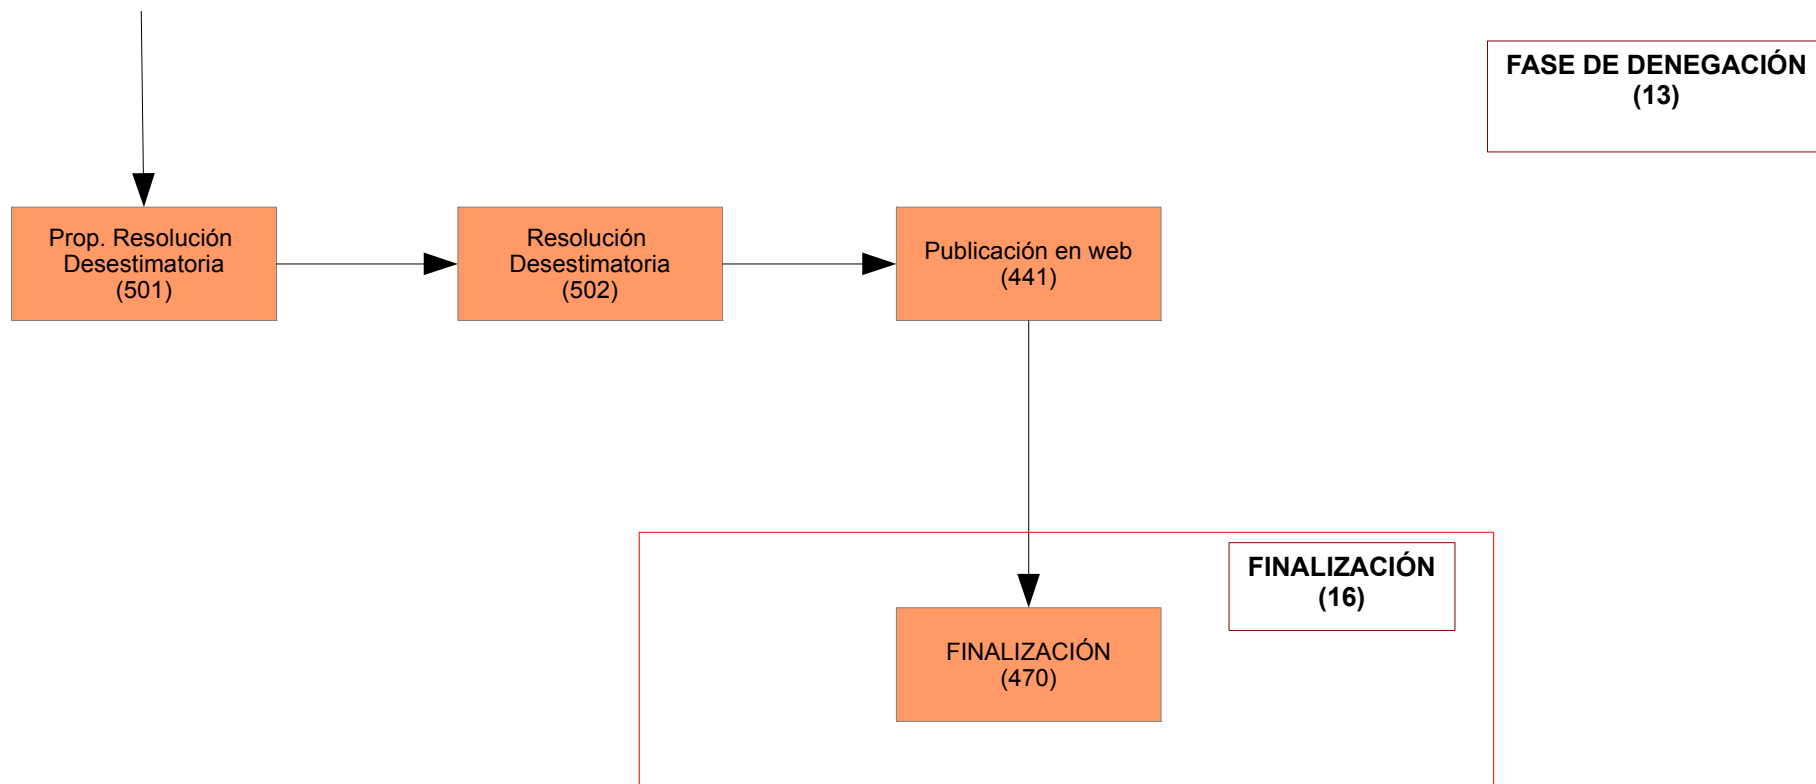 FASE DE DENEGACIÓN
(13)
Prop. Resolución
Desestimatoria
(501)
Resolución
Desestimatoria
(502)
Publicación en web
(441)
FINALIZACIÓN
(16)
FINALIZACIÓN
(470)